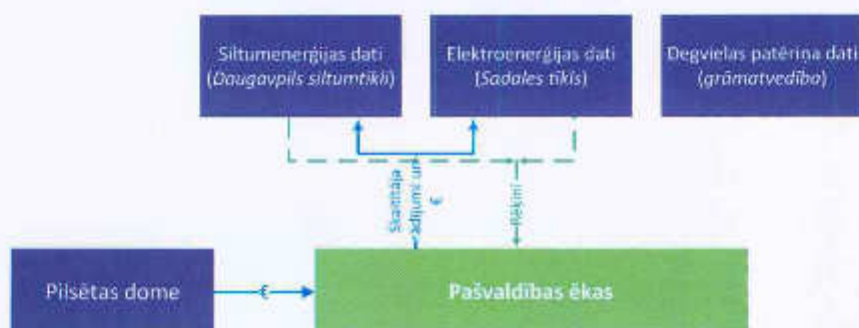 Siltumenerģijas dati
(Daugavpils siltumtīkli)
Elektroenerģijas dati
(Sadales tīkls)
Degvielas patēriņa dati
(grāmatvedība)
Skaitītāja
rādījumi un
€
Rēķini
Pilsētas dome
€
Pašvaldības ēkas